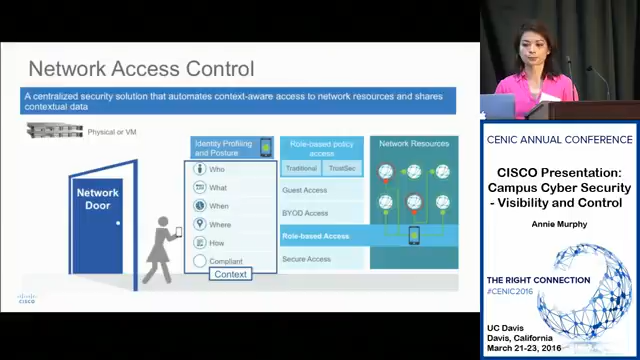 Network Access Control
A centralized security solution that automates context-aware access to network resources and shares
contextual data
Physical or VM
Network
Door
Identity Profiling
and Posture
Who
What
When
Where
How
Compliant
Context
Role-based policy
access
Traditional
TrustSec
Guest Access
BYOD Access
Role-based Access
Secure Access
Network Resources
CISCO
CENIC ANNUAL CONFERENCE
CISCO Presentation:
Campus Cyber Security
- Visibility and Control
Annie Murphy
THE RIGHT CONNECTION
#CENIC2016
UC Davis
Davis, California
March 21-23, 2016